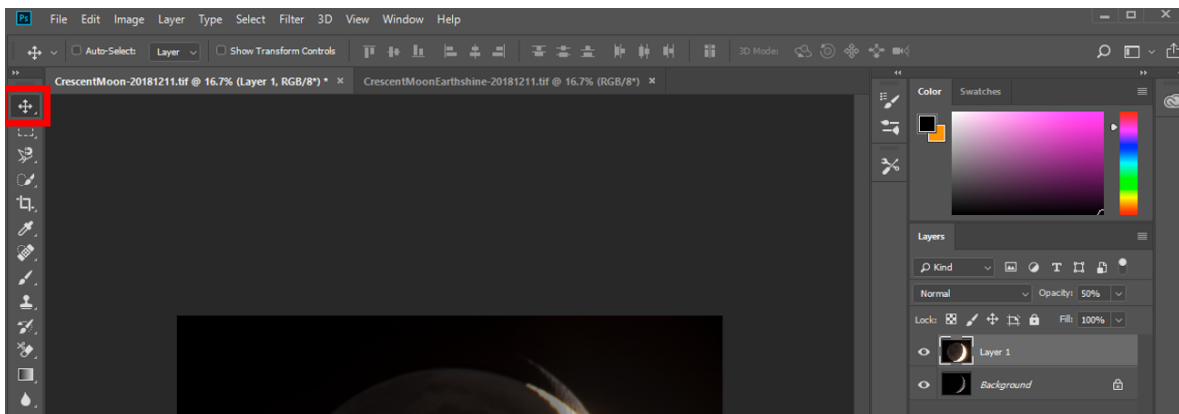 Ps File Edit Image Layer Type Select Filter 3D View Window Help
Auto-Select: Layer Show Transform Controls 3D Mode:
CrescentMoon-20181211.tif @ 16.7% (Layer 1, RGB/8*) * × CrescentMoonEarthshine-20181211.tif @ 16.7% (RGB/8*) ×
Color Swatches
Layers
Kind
Normal Opacity: 50%
Lock: Fill: 100%
Layer 1
Background